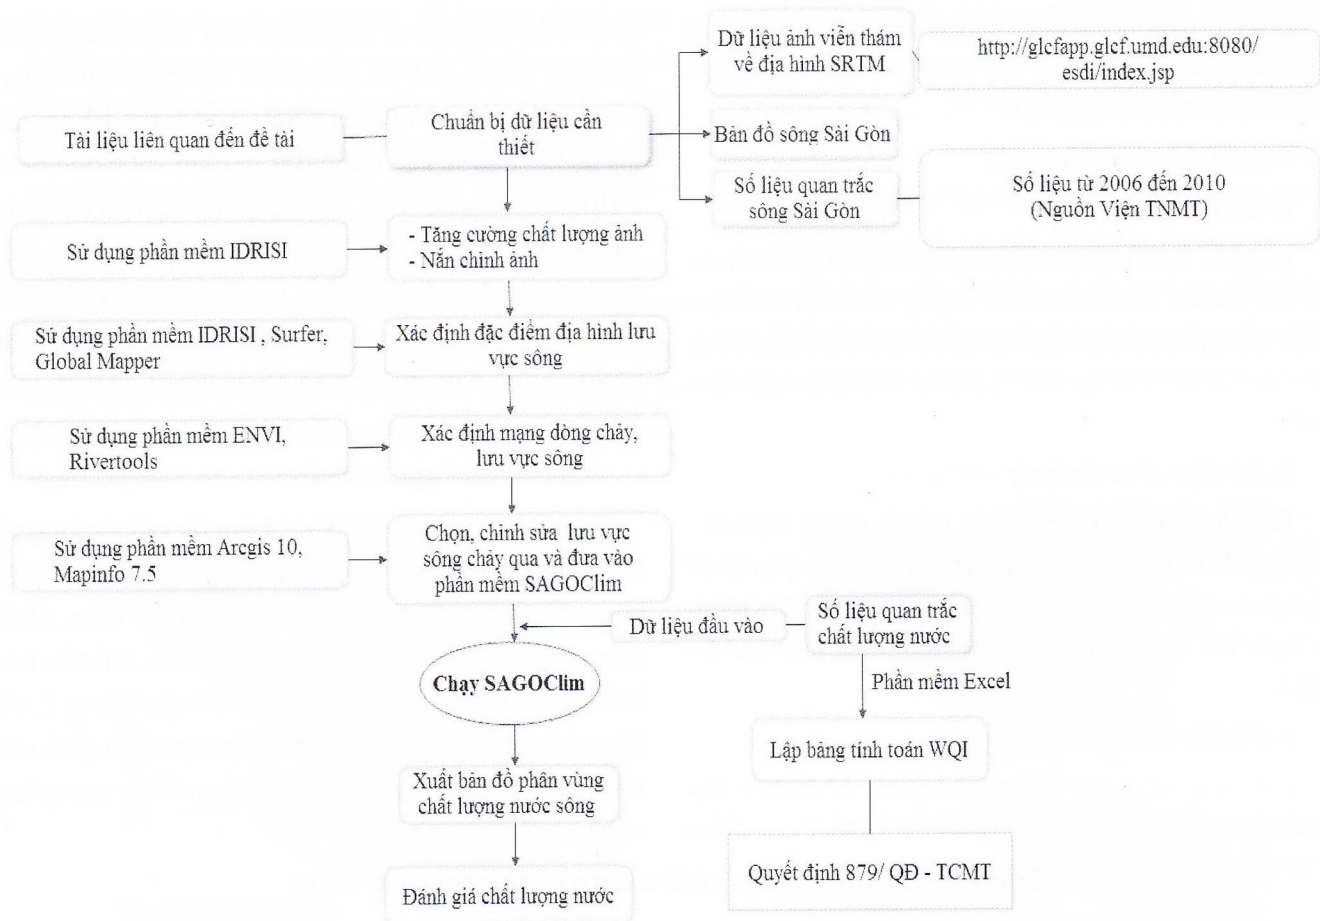 Dữ liệu ảnh viễn thám
về địa hình SRTM
http://glcfapp.glcf.umd.edu:8080/
esdi/index.jsp
Tài liệu liên quan đến đề tài
Chuẩn bị dữ liệu cần
thiết
Bản đồ sông Sài Gòn
Số liệu quan trắc
sông Sài Gòn
Số liệu từ 2006 đến 2010
(Nguồn Viện TNMT)
Sử dụng phần mềm IDRISI
- Tăng cường chất lượng ảnh
- Nắn chỉnh ảnh
Sử dụng phần mềm IDRISI , Surfer,
Global Mapper
Xác định đặc điểm địa hình lưu
vực sông
Sử dụng phần mềm ENVI,
Rivertools
Xác định mạng dòng chảy,
lưu vực sông
Sử dụng phần mềm Arcgis 10,
Mapinfo 7.5
Chọn, chỉnh sửa lưu vực
sông chảy qua và đưa vào
phần mềm SAGOClim
Dữ liệu đầu vào
Số liệu quan trắc
chất lượng nước
Chạy SAGOClim
Phần mềm Excel
Lập bảng tính toán WQI
Xuất bản đồ phân vùng
chất lượng nước sông
Quyết định 879/ QĐ - TCMT
Đánh giá chất lượng nước